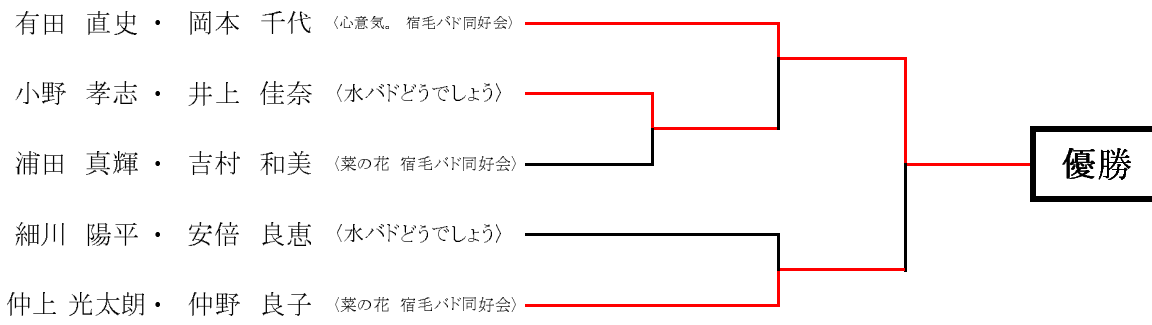 有田 直史・ 岡本 千代 〈心意気。 宿毛バド同好会〉
小野 孝志・ 井上 佳奈 〈水バドどうでしょう〉
浦田 真輝・ 吉村 和美 〈菜の花 宿毛バド同好会〉
優勝
細川 陽平・ 安倍 良恵 〈水バドどうでしょう〉
仲上 光太朗・ 仲野 良子 〈菜の花 宿毛バド同好会〉